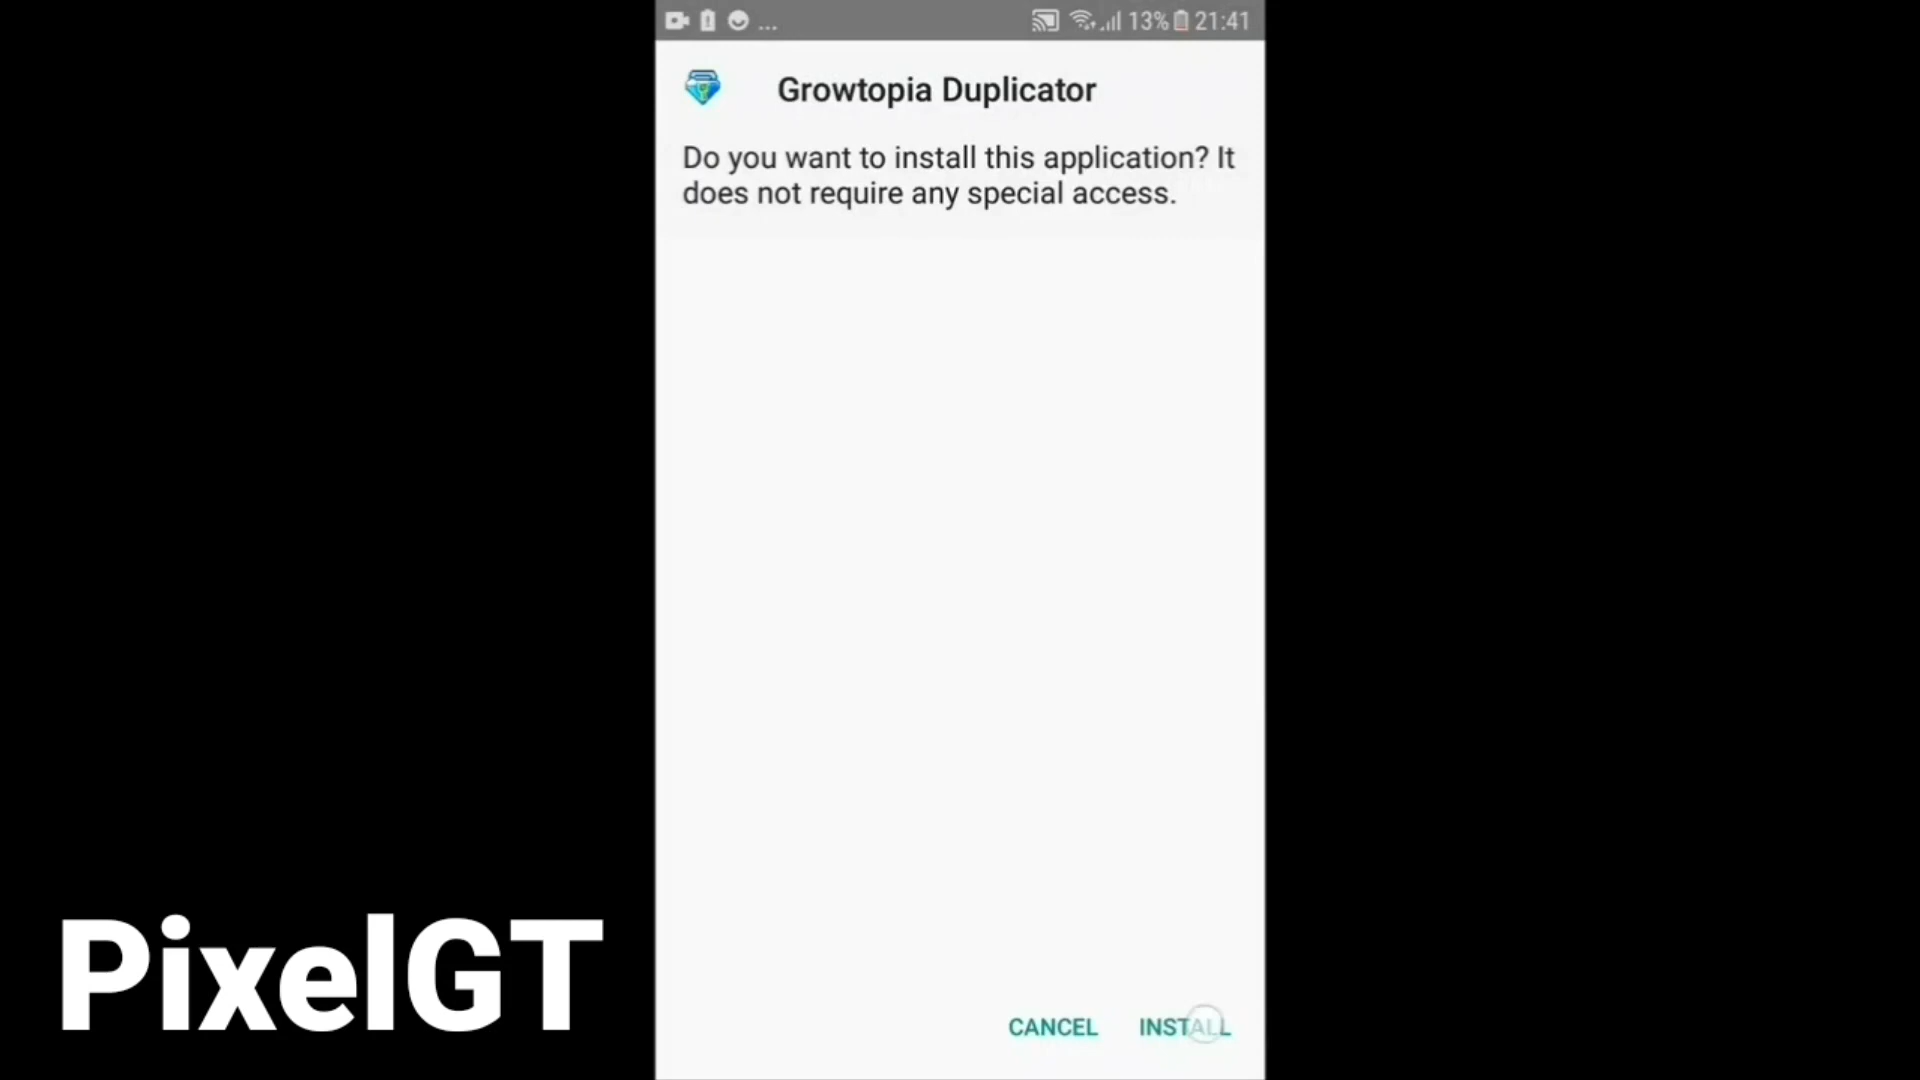 ... 13% 21:41
Growtopia Duplicator
Do you want to install this application? It
does not require any special access.
PixelGT
CANCEL INSTALL